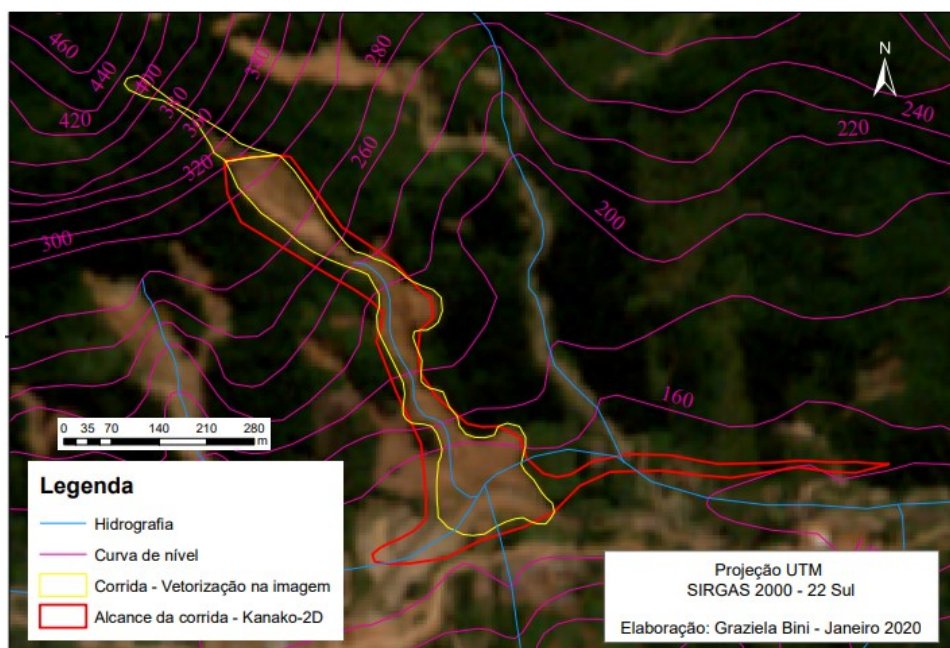 460
440
420
400
380
340
320
300
280
260
240
220
200
160
N
0 35 70 140 210 280
m
Legenda
Hidrografia
Curva de nível
Corrida - Vetorização na imagem
Alcance da corrida - Kanako-2D
Projeção UTM
SIRGAS 2000 - 22 Sul
Elaboração: Graziela Bini - Janeiro 2020